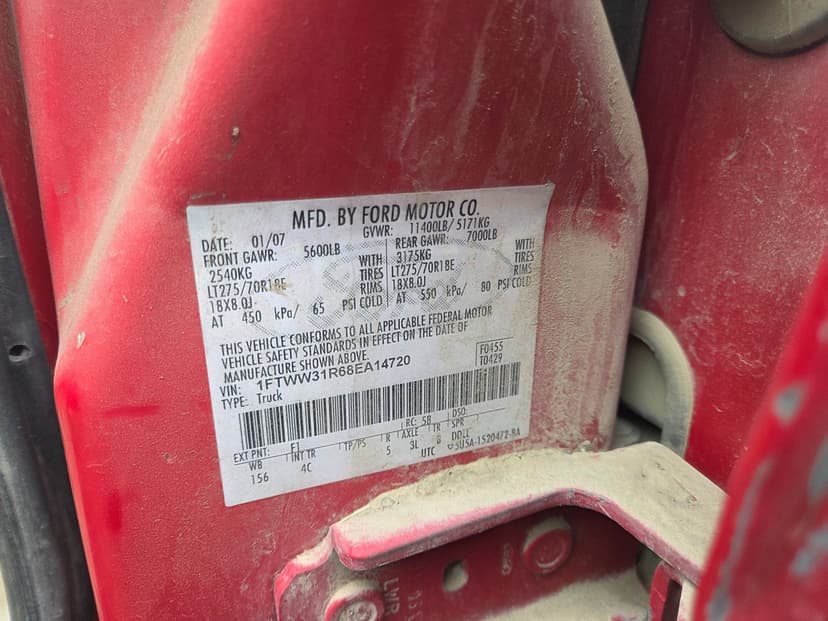 MFD. BY FORD MOTOR CO.
DATE: 01/07 GVWR: 11400LB/ 5171KG
FRONT GAWR: 5600LB REAR GAWR: 7000LB
2540KG WITH 3175KG WITH
LT275/70R18E TIRES LT275/70R18E TIRES
18X8.0J RIMS 18X8.0J RIMS
AT 450 kPa/ 65 PSI COLD AT 550 kPa/ 80 PSI COLD
THIS VEHICLE CONFORMS TO ALL APPLICABLE FEDERAL MOTOR
VEHICLE SAFETY STANDARDS IN EFFECT ON THE DATE OF
MANUFACTURE SHOWN ABOVE.
VIN: 1FTWW31R68EA14720
TYPE: Truck
F0455
T0429
EXT PNT: F1 RC: 58 DSO:
WB INT TR TP/PS R AXLE TR SPR
156 4C 5 3L B DDLL
UTC